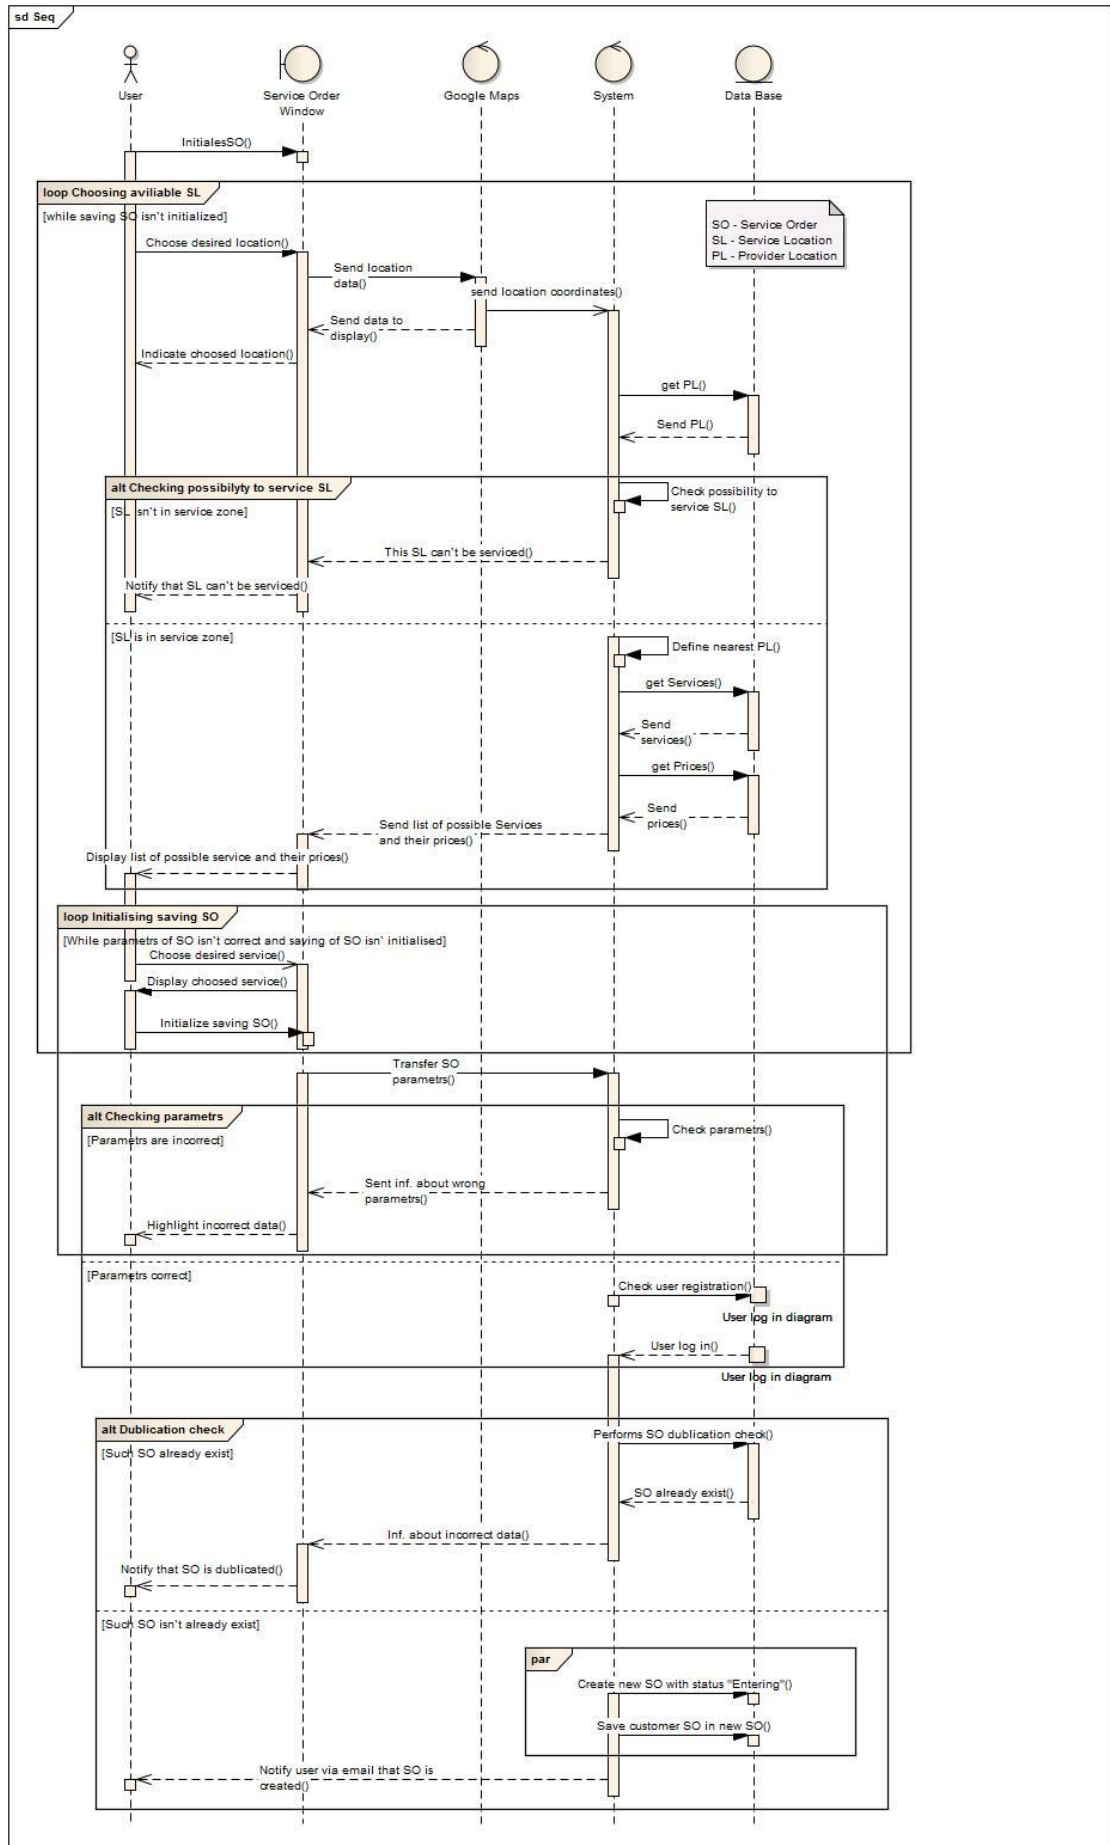 sd Seq
User
Service Order
Window
Google Maps
System
Data Base
InitialesSO()
loop Choosing aviliable SL
[while saving SO isn't initialized]
SO - Service Order
SL - Service Location
PL - Provider Location
Choose desired location()
Send location
data()
send location coordinates()
Send data to
display()
Indicate choosed location()
get PL()
Send PL()
alt Checking possibilyty to service SL
[SL isn't in service zone]
Check possibility to
service SL()
This SL can't be serviced()
Notify that SL can't be serviced()
[SL is in service zone]
Define nearest PL()
get Services()
Send
services()
get Prices()
Send
prices()
Send list of possible Services
and their prices()
Display list of possible service and their prices()
loop Initialising saving SO
[While parametrs of SO isn't correct and saying of SO isn' initialised]
Choose desired service()
Display choosed service()
Initialize saving SO()
Transfer SO
parametrs()
alt Checking parametrs
[Parametrs are incorrect]
Check parametrs()
Sent inf. about wrong
parametrs()
Highlight incorrect data()
[Parametrs correct]
Check user registration()
User log in diagram
User log in()
User log in diagram
alt Dublication check
[Such SO already exist]
Performs SO dublication check()
SO already exist()
Inf. about incorrect data()
Notify that SO is dublicated()
[Such SO isn't already exist]
par
Create new SO with status "Entering"()
Save customer SO in new SO()
Notify user via email that SO is
created()